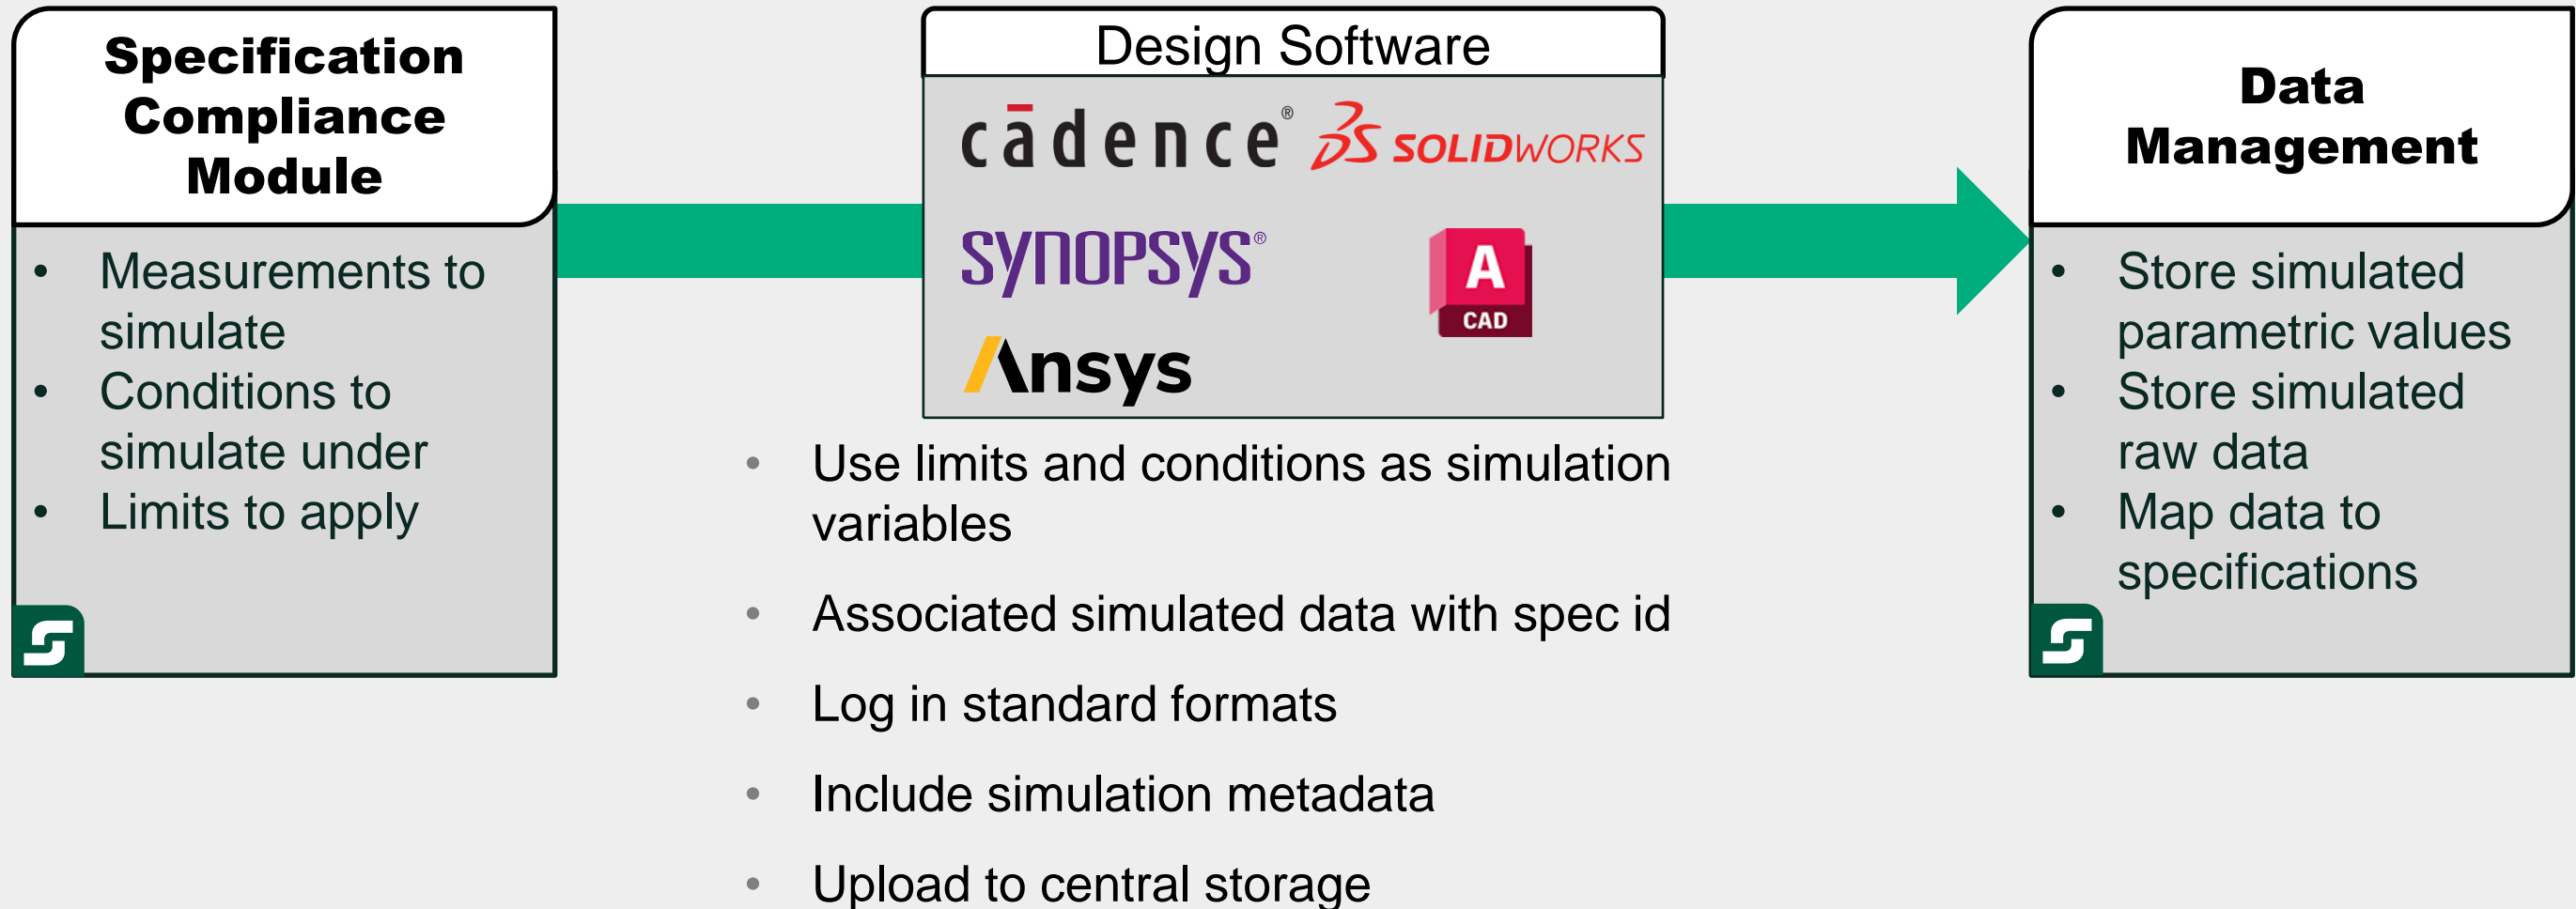 Specification
Compliance
Module
• Measurements to
simulate
• Conditions to
simulate under
• Limits to apply
Design Software
cādence®
3S SOLIDWORKS
SYNOPSYS®
A
CAD
Ansys
• Use limits and conditions as simulation
variables
• Associated simulated data with spec id
• Log in standard formats
• Include simulation metadata
• Upload to central storage
Data
Management
• Store simulated
parametric values
• Store simulated
raw data
• Map data to
specifications